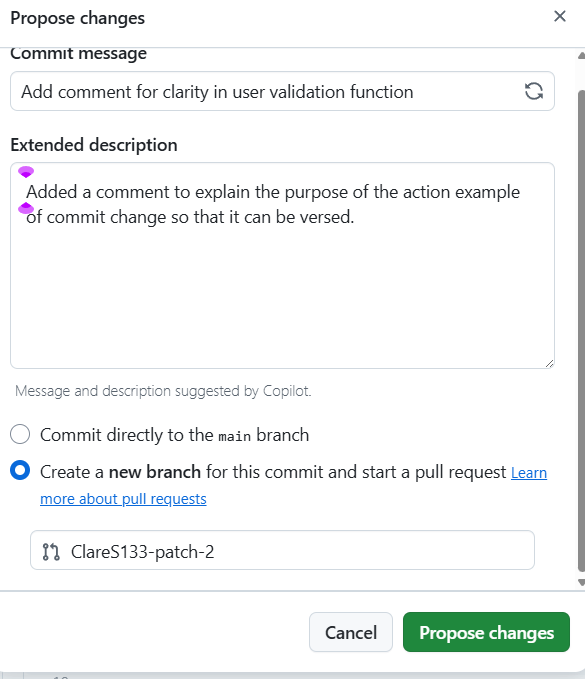 Propose changes
Commit message
Add comment for clarity in user validation function
Extended description
Added a comment to explain the purpose of the action example
of commit change so that it can be versed.
Message and description suggested by Copilot.
Commit directly to the main branch
Create a new branch for this commit and start a pull request Learn
more about pull requests
ClareS133-patch-2
Cancel
Propose changes